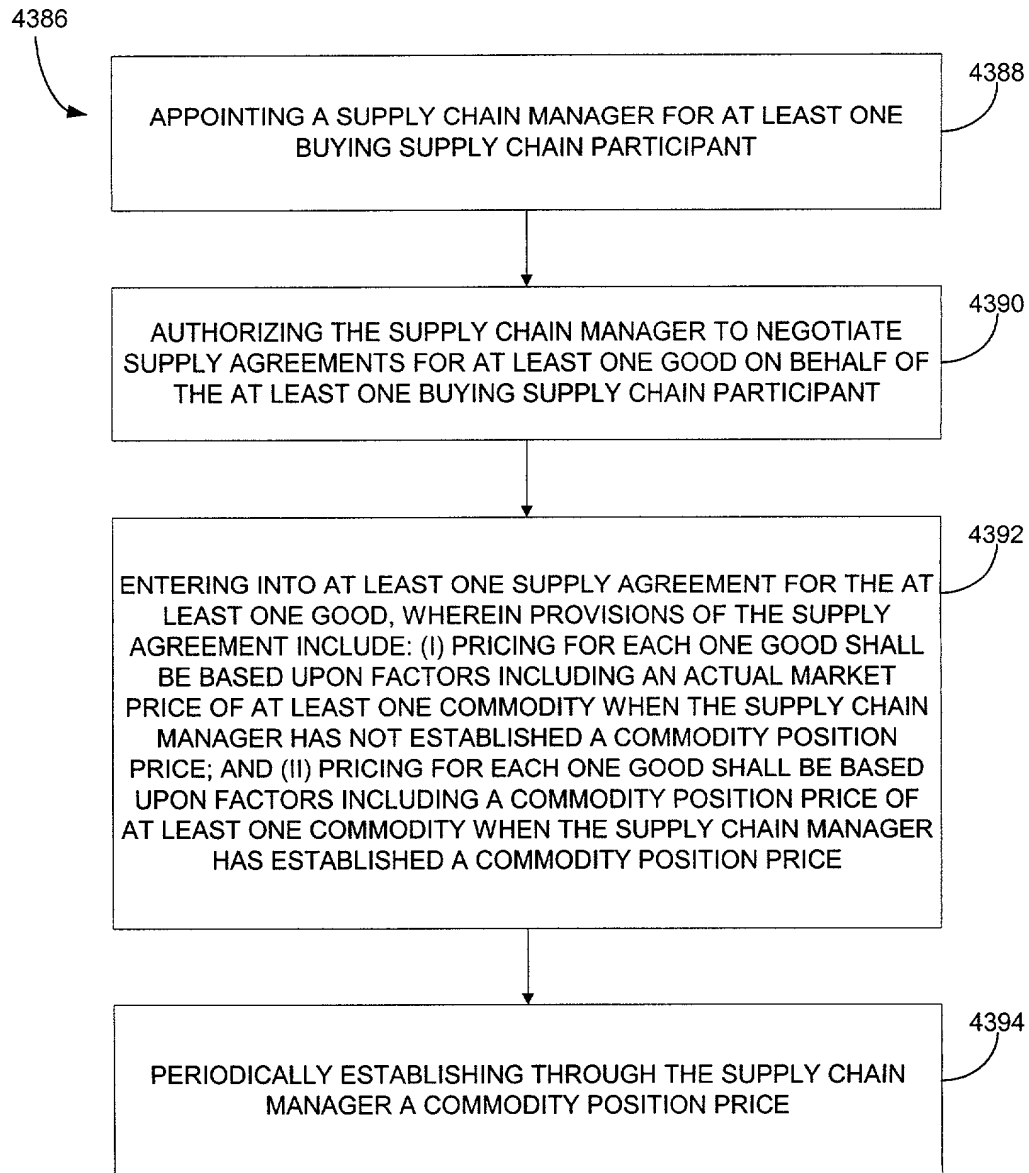 4386
4388
APPOINTING A SUPPLY CHAIN MANAGER FOR AT LEAST ONE
BUYING SUPPLY CHAIN PARTICIPANT
4390
AUTHORIZING THE SUPPLY CHAIN MANAGER TO NEGOTIATE
SUPPLY AGREEMENTS FOR AT LEAST ONE GOOD ON BEHALF OF
THE AT LEAST ONE BUYING SUPPLY CHAIN PARTICIPANT
4392
ENTERING INTO AT LEAST ONE SUPPLY AGREEMENT FOR THE AT
LEAST ONE GOOD, WHEREIN PROVISIONS OF THE SUPPLY
AGREEMENT INCLUDE: (I) PRICING FOR EACH ONE GOOD SHALL
BE BASED UPON FACTORS INCLUDING AN ACTUAL MARKET
PRICE OF AT LEAST ONE COMMODITY WHEN THE SUPPLY CHAIN
MANAGER HAS NOT ESTABLISHED A COMMODITY POSITION
PRICE; AND (II) PRICING FOR EACH ONE GOOD SHALL BE BASED
UPON FACTORS INCLUDING A COMMODITY POSITION PRICE OF
AT LEAST ONE COMMODITY WHEN THE SUPPLY CHAIN MANAGER
HAS ESTABLISHED A COMMODITY POSITION PRICE
4394
PERIODICALLY ESTABLISHING THROUGH THE SUPPLY CHAIN
MANAGER A COMMODITY POSITION PRICE